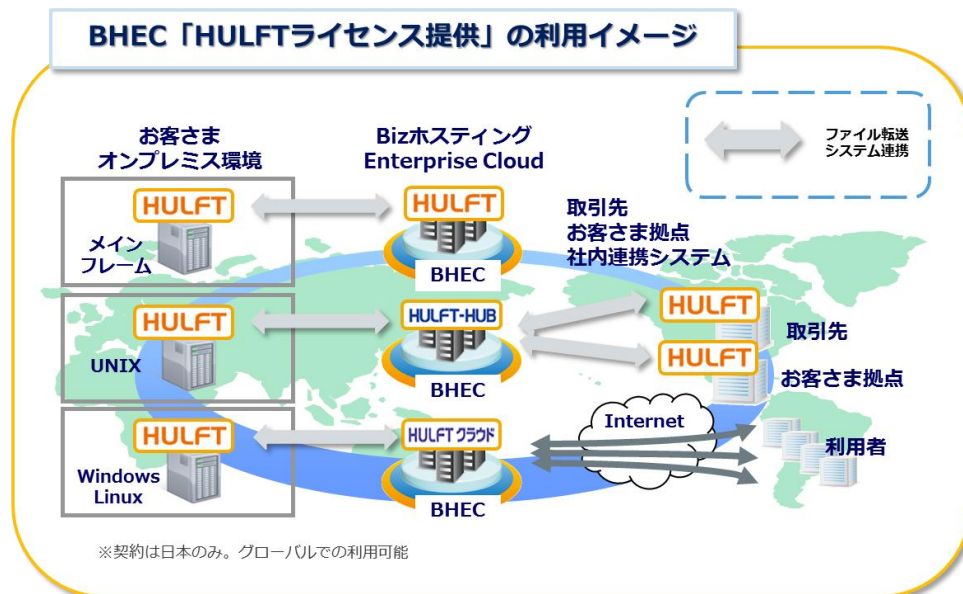 BHEC「HULFTライセンス提供」の利用イメージ
お客さま
オンプレミス環境
Bizホスティング
Enterprise Cloud
ファイル転送
システム連携
HULFT
メイン
フレーム
HULFT
BHEC
取引先
お客さま拠点
社内連携システム
HULFT
UNIX
HULFT-HUB
BHEC
HULFT
取引先
HULFT
お客さま拠点
HULFT
Windows
Linux
HULFT クラウド
BHEC
Internet
利用者
※契約は日本のみ。グローバルでの利用可能